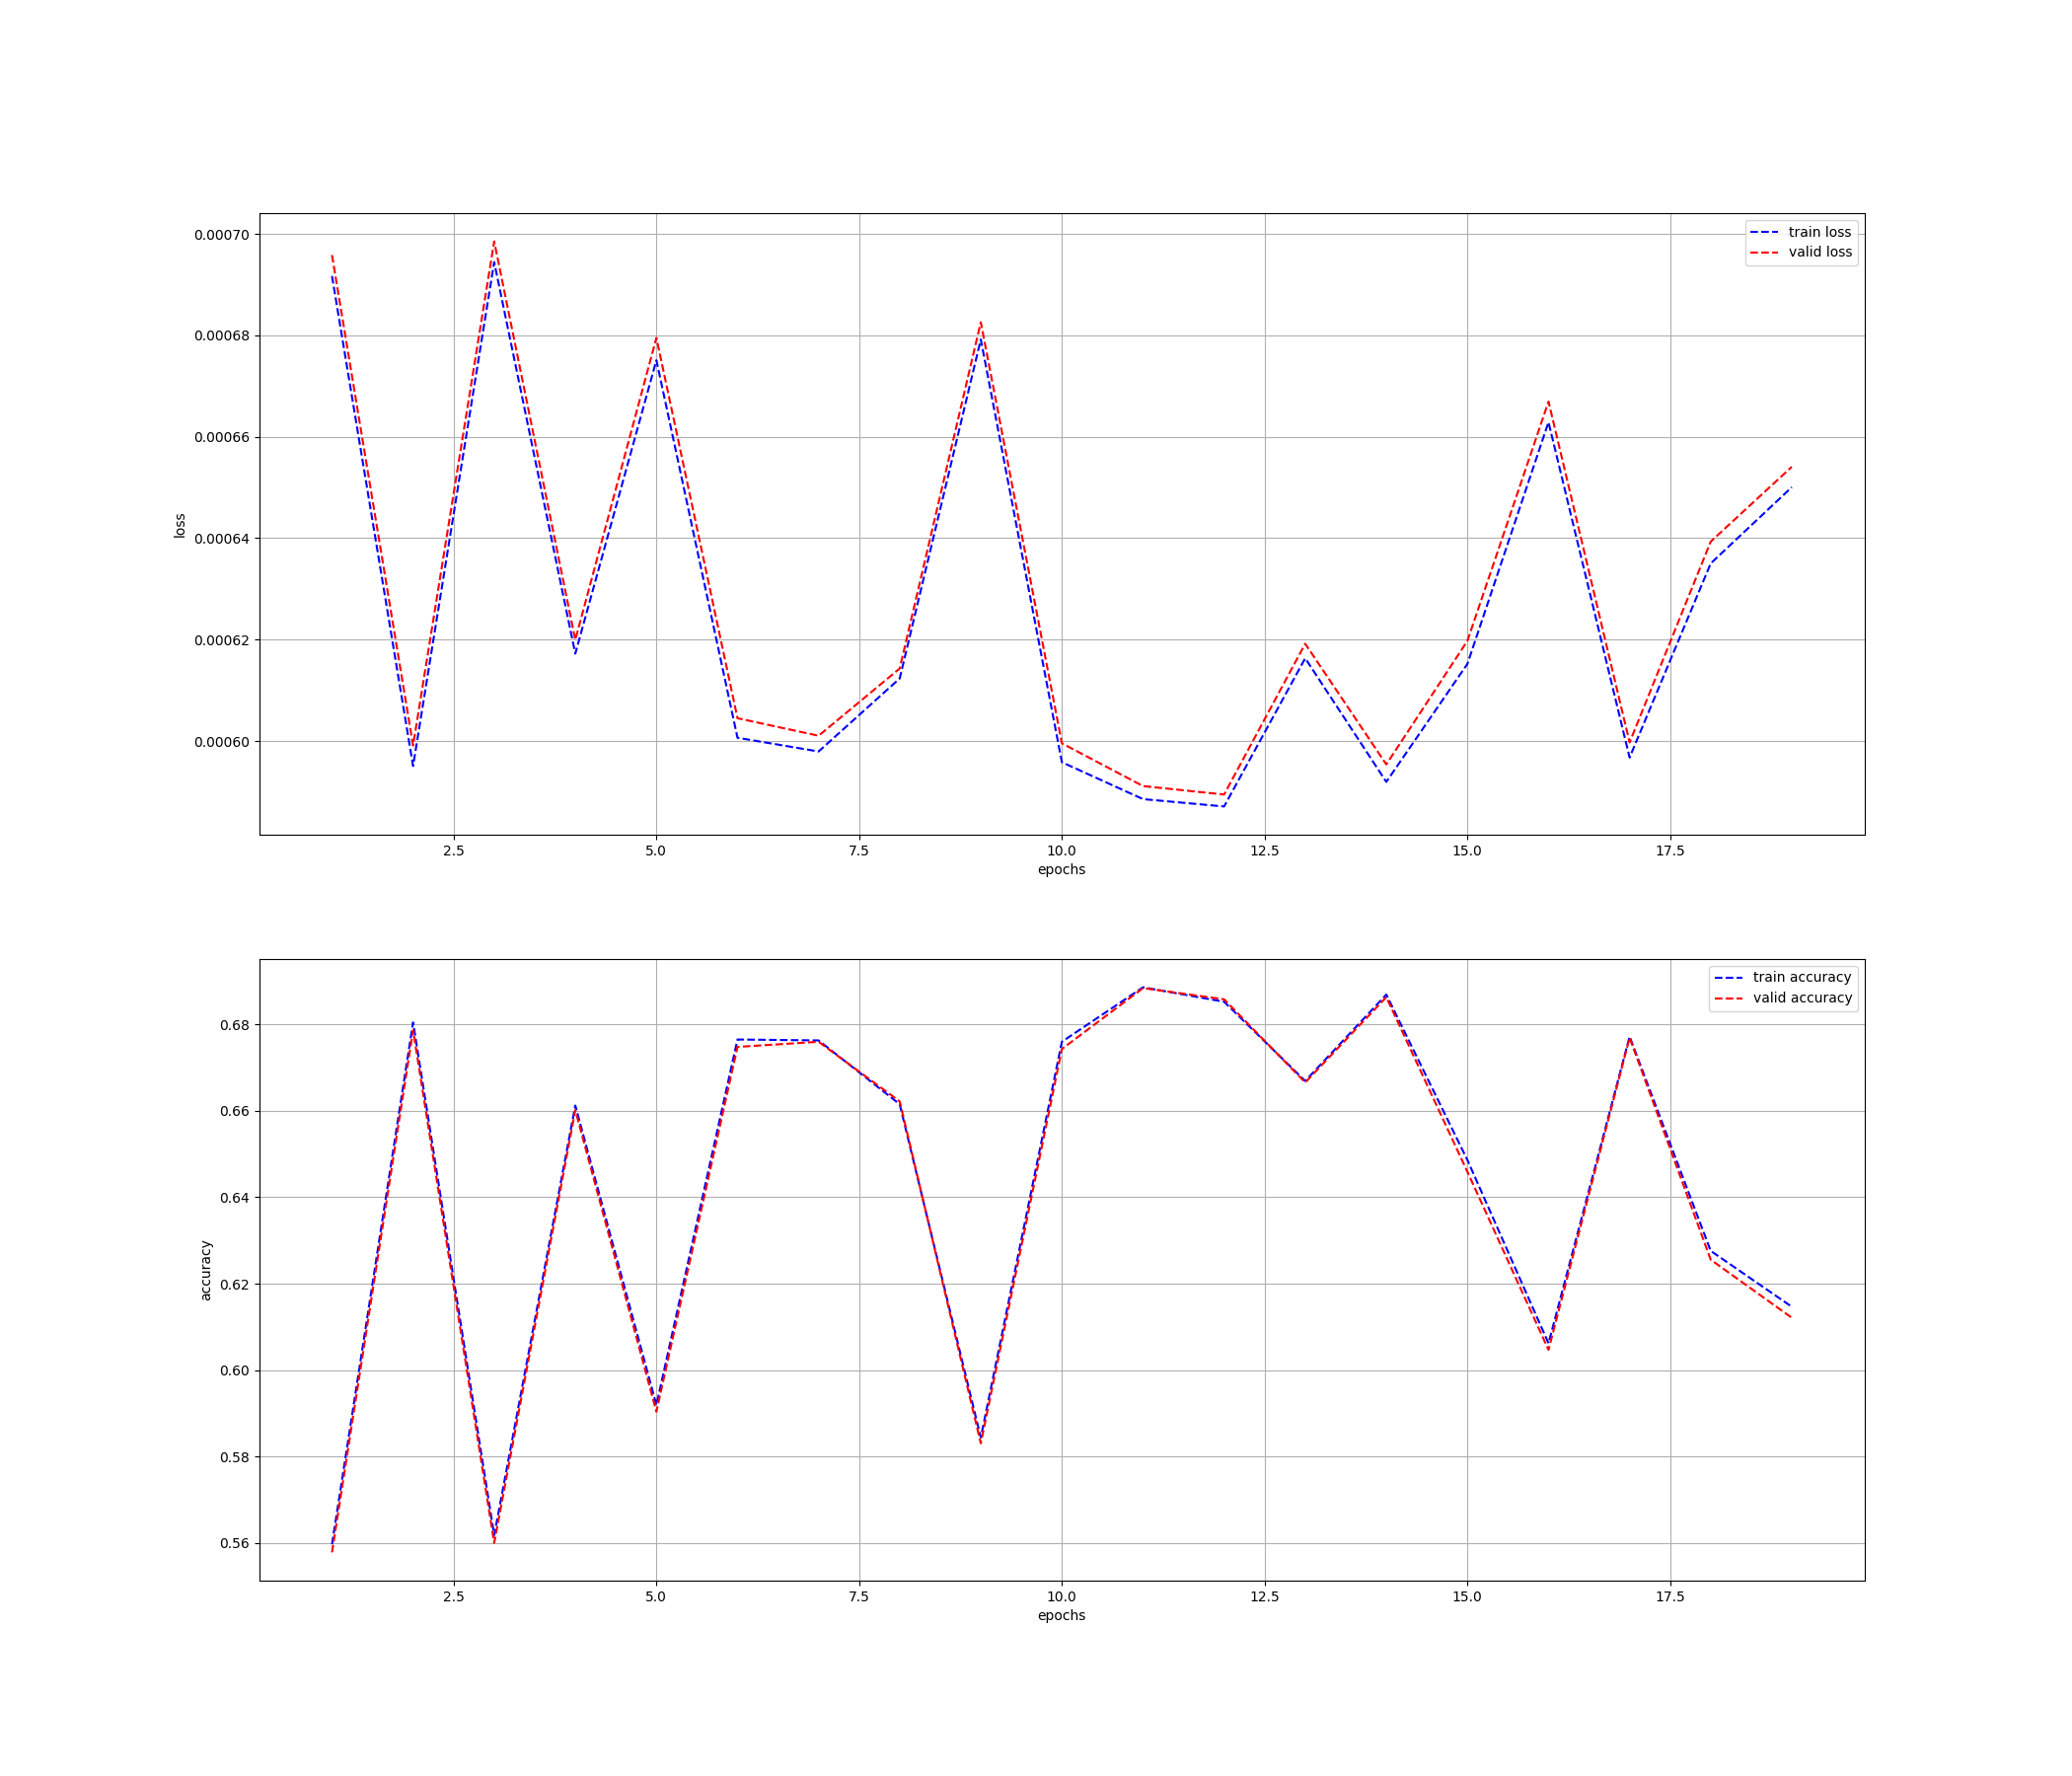 0.00070
train loss
valid loss
0.00068
0.00066
0.00064
loss
0.00062
0.00060
2.5 5.0 7.5 10.0 12.5 15.0 17.5
epochs
train accuracy
valid accuracy
0.68
0.66
0.64
accuracy
0.62
0.60
0.58
0.56
2.5 5.0 7.5 10.0 12.5 15.0 17.5
epochs